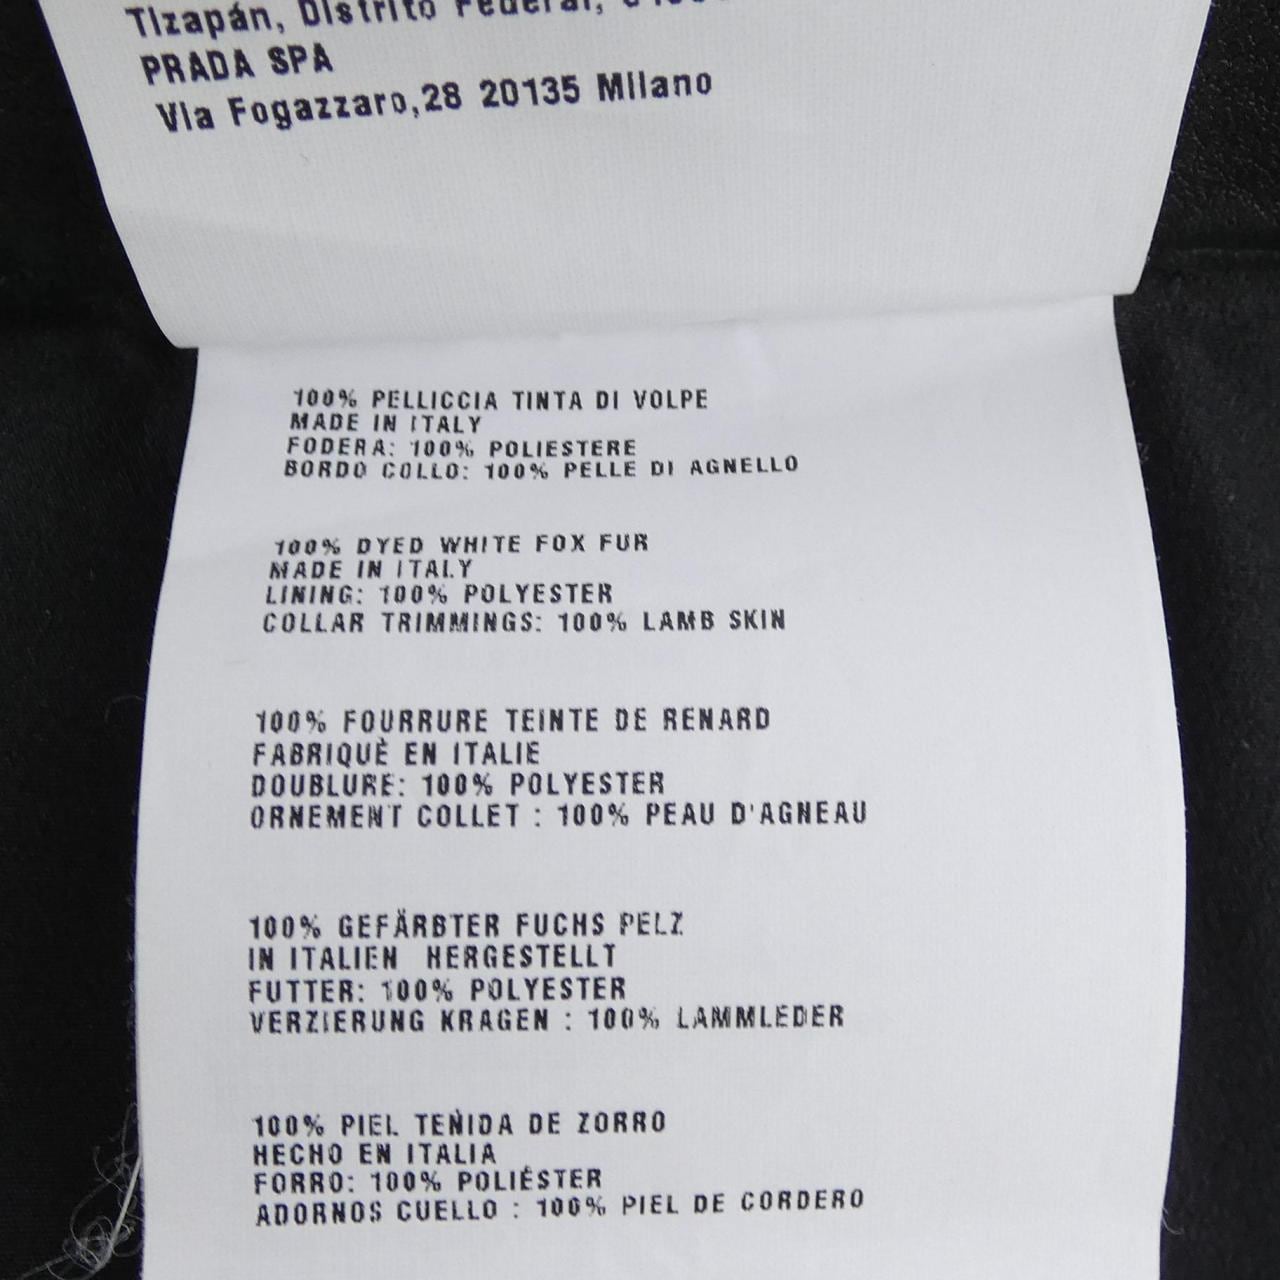 Tizapán, Distrito Federal,
PRADA SPA
Via Fogazzaro,28 20135 Milano
100% PELLICCIA TINTA DI VOLPE
MADE IN ITALY
FODERA: 100% POLIESTERE
BORDO COLLO: 100% PELLE DI AGNELLO
100% DYED WHITE FOX FUR
MADE IN ITALY
LINING: 100% POLYESTER
COLLAR TRIMMINGS: 100% LAMB SKIN
100% FOURRURE TEINTE DE RENARD
FABRIQUÈ EN ITALIE
DOUBLURE: 100% POLYESTER
ORNEMENT COLLET : 100% PEAU D'AGNEAU
100% GEFÄRBTER FUCHS PELZ
IN ITALIEN HERGESTELLT
FUTTER: 100% POLYESTER
VERZIERUNG KRAGEN : 100% LAMMLEDER
100% PIEL TEÑIDA DE ZORRO
HECHO EN ITALIA
FORRO: 100% POLIÉSTER
ADORNOS CUELLO : 100% PIEL DE CORDERO